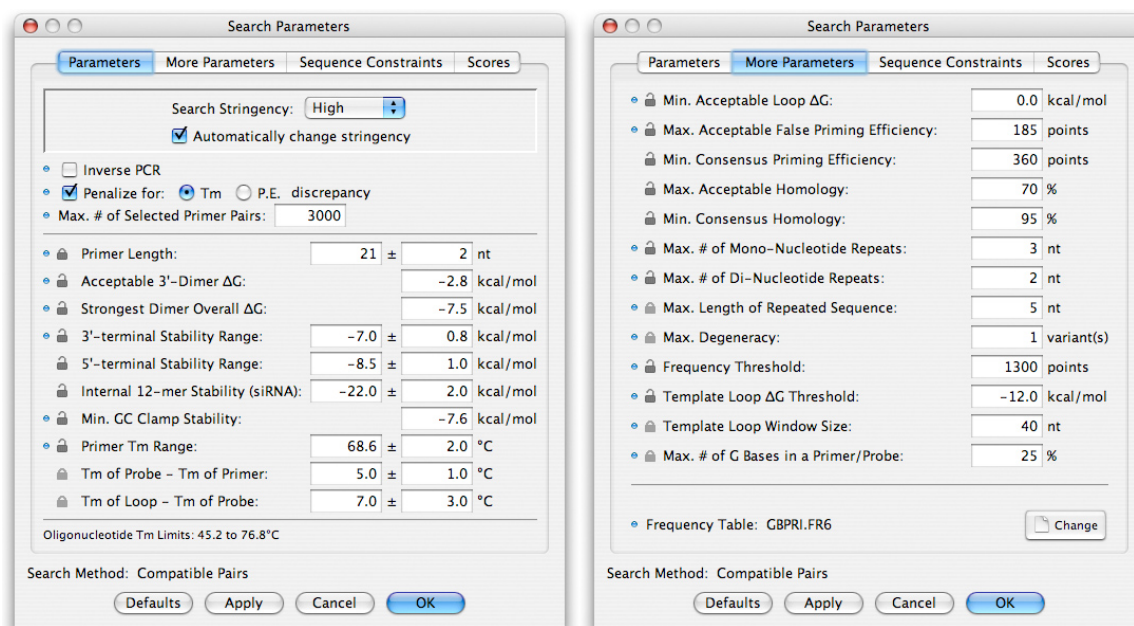 Search Parameters
Parameters More Parameters Sequence Constraints Scores
Search Stringency: High
Automatically change stringency
Inverse PCR
Penalize for: Tm P.E. discrepancy
Max. # of Selected Primer Pairs: 3000
Primer Length: 21 ± 2 nt
Acceptable 3'-Dimer ΔG: -2.8 kcal/mol
Strongest Dimer Overall ΔG: -7.5 kcal/mol
3'-terminal Stability Range: -7.0 ± 0.8 kcal/mol
5'-terminal Stability Range: -8.5 ± 1.0 kcal/mol
Internal 12-mer Stability (siRNA): -22.0 ± 2.0 kcal/mol
Min. GC Clamp Stability: -7.6 kcal/mol
Primer Tm Range: 68.6 ± 2.0 °C
Tm of Probe - Tm of Primer: 5.0 ± 1.0 °C
Tm of Loop - Tm of Probe: 7.0 ± 3.0 °C
Oligonucleotide Tm Limits: 45.2 to 76.8°C
Search Method: Compatible Pairs
Defaults Apply Cancel OK
Search Parameters
Parameters More Parameters Sequence Constraints Scores
Min. Acceptable Loop ΔG: 0.0 kcal/mol
Max. Acceptable False Priming Efficiency: 185 points
Min. Consensus Priming Efficiency: 360 points
Max. Acceptable Homology: 70 %
Min. Consensus Homology: 95 %
Max. # of Mono-Nucleotide Repeats: 3 nt
Max. # of Di-Nucleotide Repeats: 2 nt
Max. Length of Repeated Sequence: 5 nt
Max. Degeneracy: 1 variant(s)
Frequency Threshold: 1300 points
Template Loop ΔG Threshold: -12.0 kcal/mol
Template Loop Window Size: 40 nt
Max. # of G Bases in a Primer/Probe: 25 %
Frequency Table: GBPRI.FR6 Change
Search Method: Compatible Pairs
Defaults Apply Cancel OK